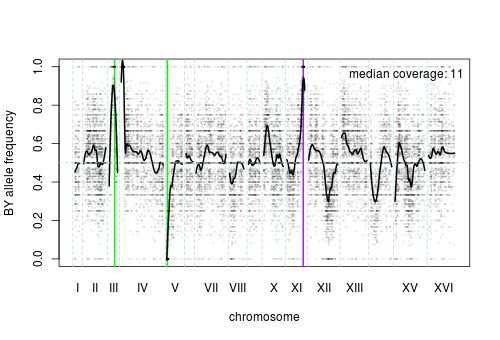 median coverage: 11
BY allele frequency
0.0 0.2 0.4 0.6 0.8 1.0
I II III IV V VII VIII X XI XII XIII XV XVI
chromosome